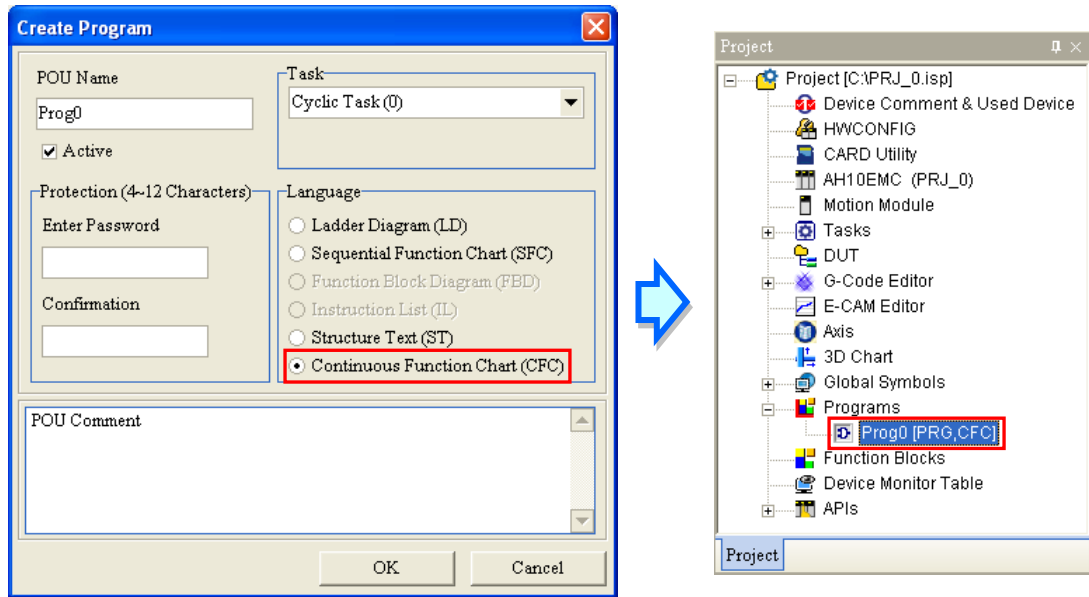 Create Program
POU Name
Prog0
Active
Task
Cyclic Task (0)
Protection (4~12 Characters)
Enter Password
Confirmation
Language
Ladder Diagram (LD)
Sequential Function Chart (SFC)
Function Block Diagram (FBD)
Instruction List (IL)
Structure Text (ST)
Continuous Function Chart (CFC)
POU Comment
OK
Cancel
Project
Project [C:\PRJ_0.isp]
Device Comment & Used Device
HWCONFIG
CARD Utility
AH10EMC (PRJ_0)
Motion Module
Tasks
DUT
G-Code Editor
E-CAM Editor
Axis
3D Chart
Global Symbols
Programs
Prog0 [PRG,CFC]
Function Blocks
Device Monitor Table
APIs
Project